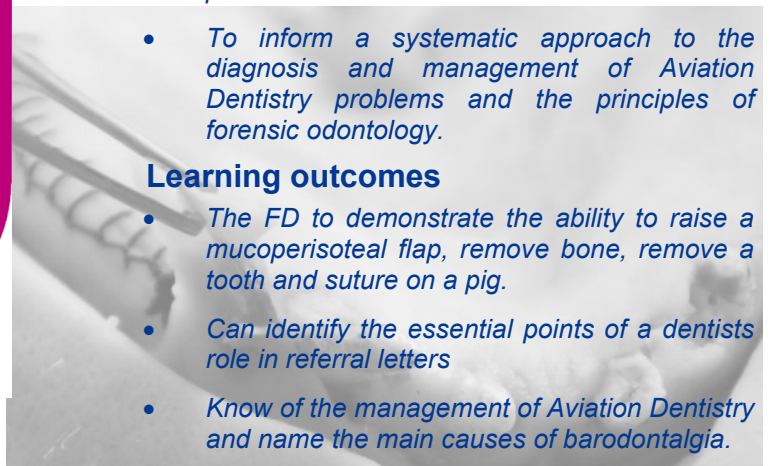 • To inform a systematic approach to the
diagnosis and management of Aviation
Dentistry problems and the principles of
forensic odontology.
Learning outcomes
• The FD to demonstrate the ability to raise a
mucoperisoteal flap, remove bone, remove a
tooth and suture on a pig.
• Can identify the essential points of a dentists
role in referral letters
• Know of the management of Aviation Dentistry
and name the main causes of barodontalgia.